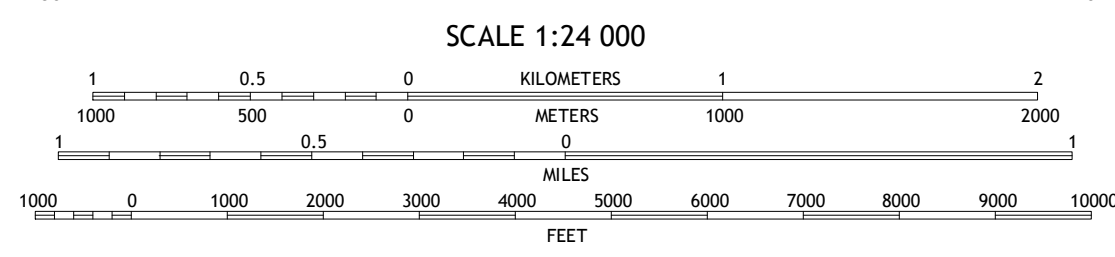 SCALE 1:24 000
1 0.5 0 KILOMETERS 1 2
1000 500 0 METERS 1000 2000
1 0.5 0 1
MILES
1000 0 1000 2000 3000 4000 5000 6000 7000 8000 9000 10000
FEET